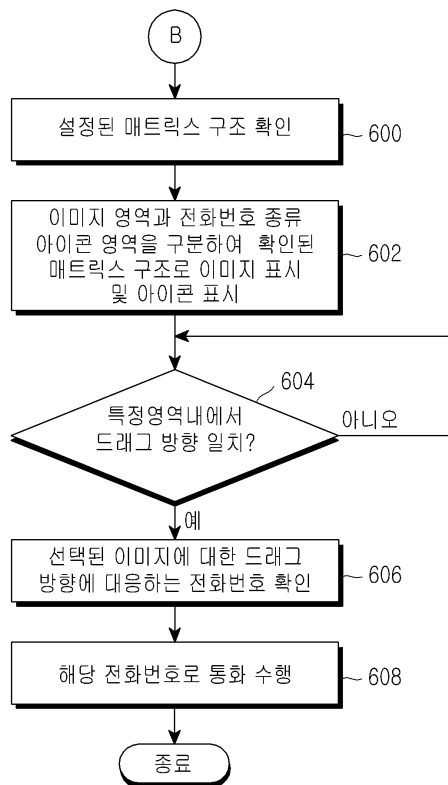 B
설정된 매트릭스 구조 확인
600
이미지 영역과 전화번호 종류
아이콘 영역을 구분하여 확인된
매트릭스 구조로 이미지 표시
및 아이콘 표시
602
604
특정영역내에서
드래그 방향 일치?
아니오
예
선택된 이미지에 대한 드래그
방향에 대응하는 전화번호 확인
606
해당 전화번호로 통화 수행
608
종료